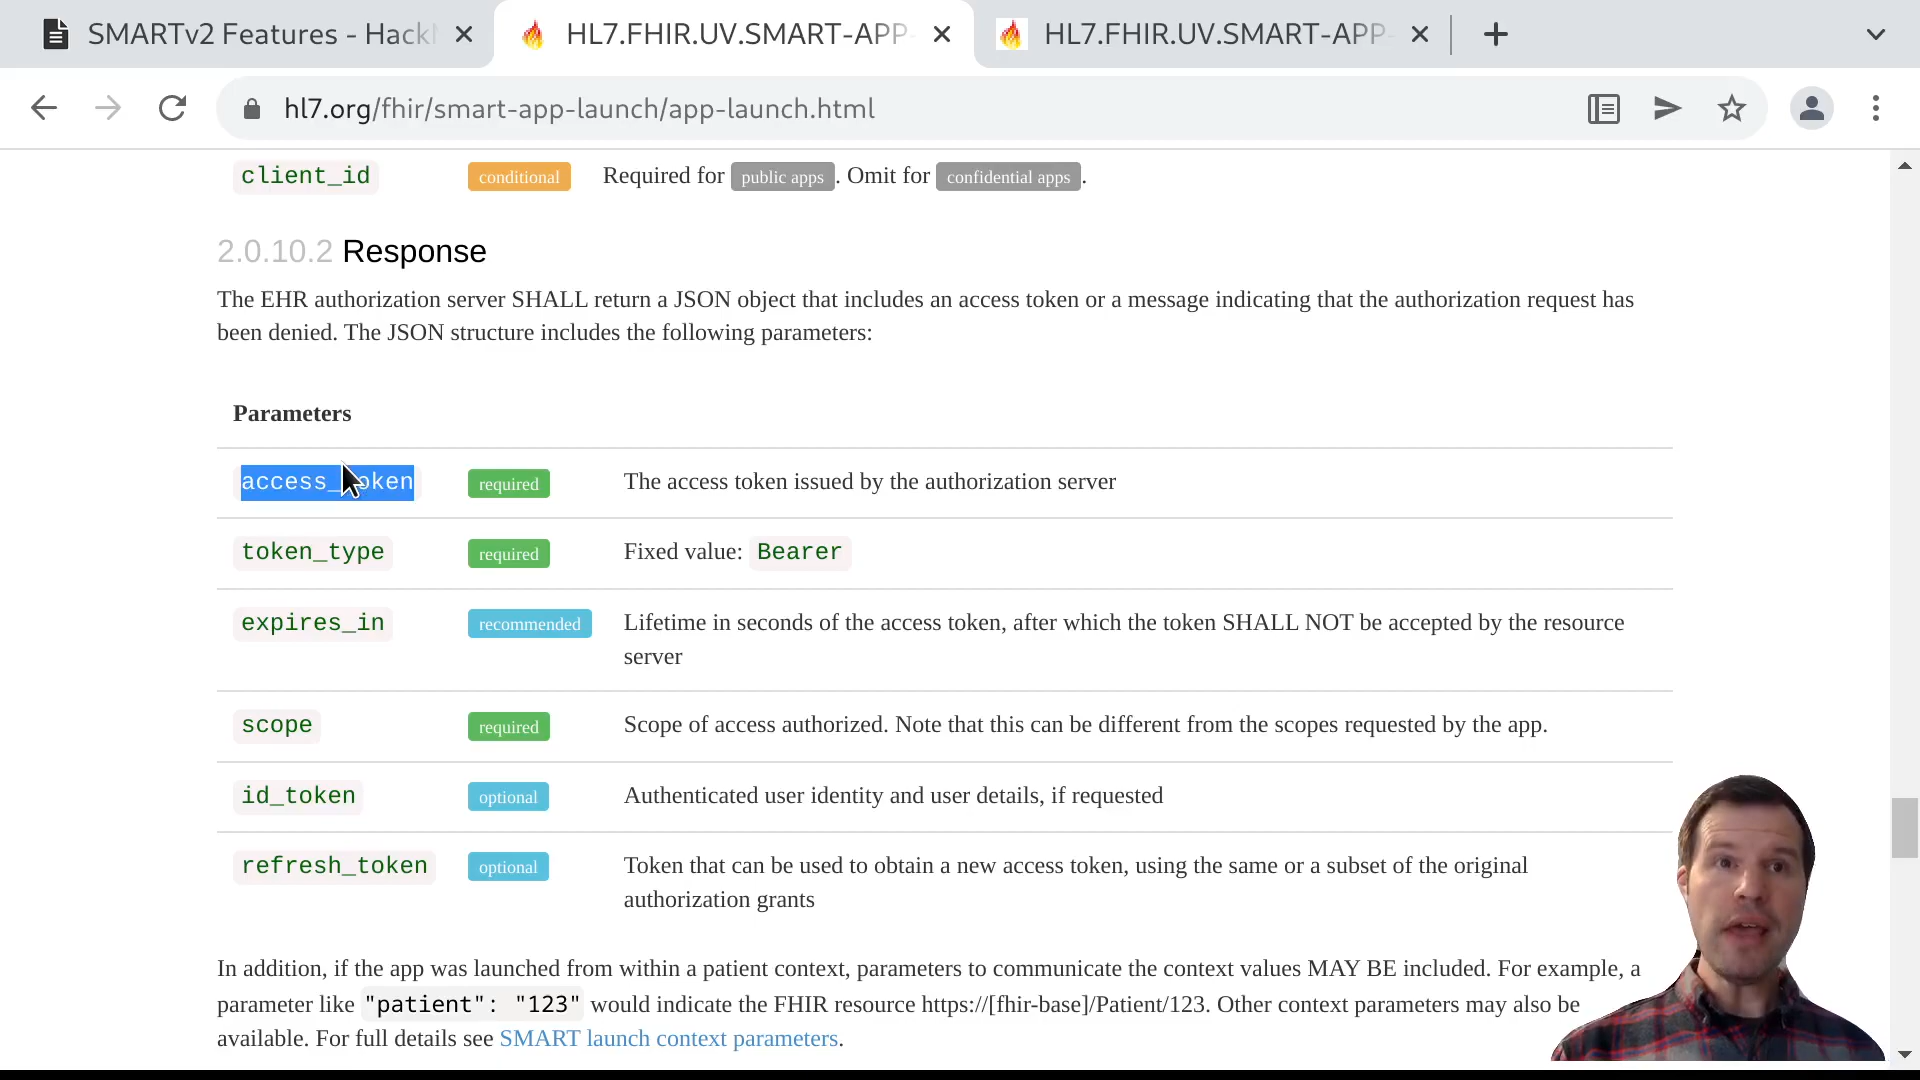 SMARTv2 Features - Hack
HL7.FHIR.UV.SMART-APP-
HL7.FHIR.UV.SMART-APP-
hl7.org/fhir/smart-app-launch/app-launch.html
client_id conditional Required for public apps . Omit for confidential apps .
2.0.10.2 Response
The EHR authorization server SHALL return a JSON object that includes an access token or a message indicating that the authorization request has
been denied. The JSON structure includes the following parameters:
Parameters
access_token required The access token issued by the authorization server
token_type required Fixed value: Bearer
expires_in recommended Lifetime in seconds of the access token, after which the token SHALL NOT be accepted by the resource
server
scope required Scope of access authorized. Note that this can be different from the scopes requested by the app.
id_token optional Authenticated user identity and user details, if requested
refresh_token optional Token that can be used to obtain a new access token, using the same or a subset of the original
authorization grants
In addition, if the app was launched from within a patient context, parameters to communicate the context values MAY BE included. For example, a
parameter like "patient": "123" would indicate the FHIR resource https://[fhir-base]/Patient/123. Other context parameters may also be
available. For full details see SMART launch context parameters.